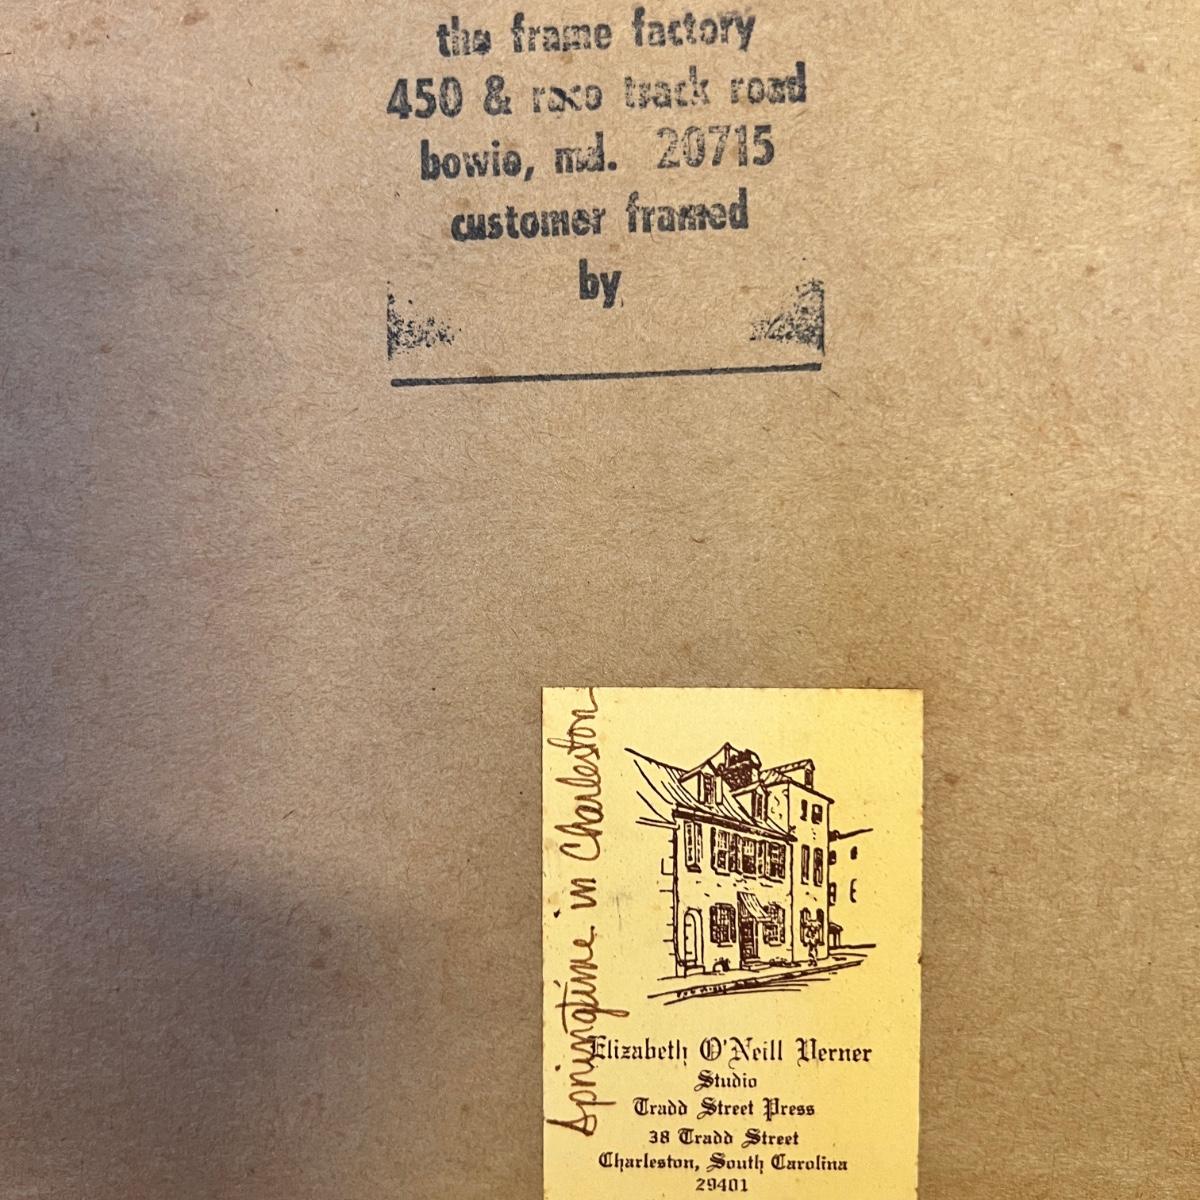 the frame factory
450 & race track road
bowie, md. 20715
customer framed
by
Springtime in Charleston
Elizabeth O'Neill Verner
Studio
Tradd Street Press
38 Tradd Street
Charleston, South Carolina
29401